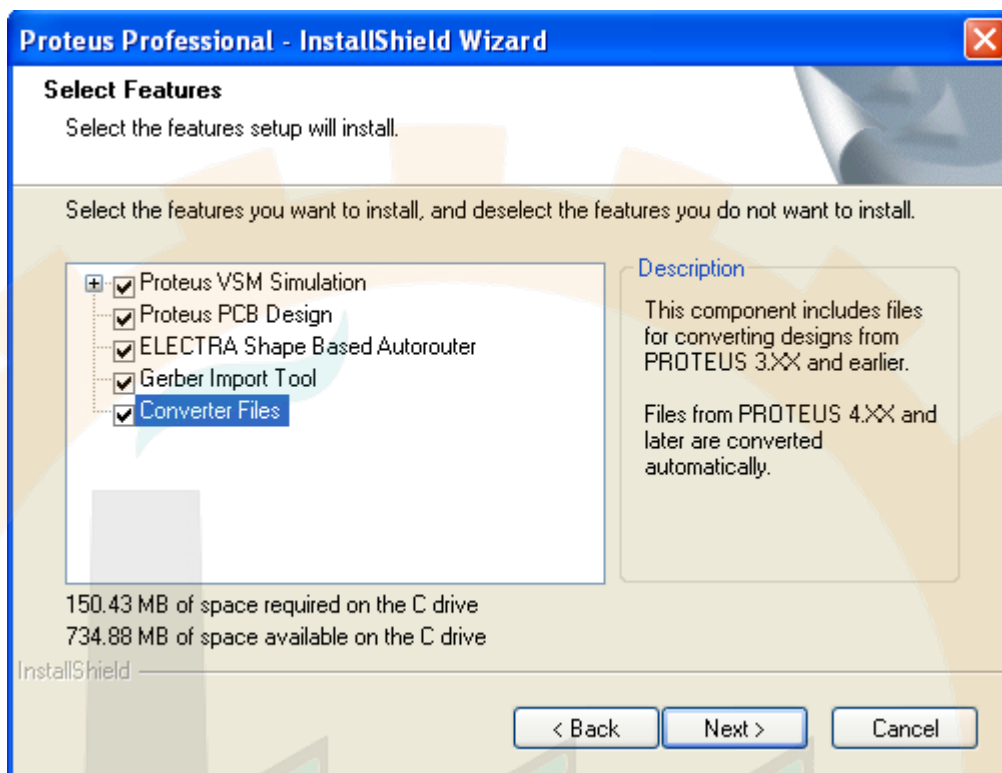 Proteus Professional - InstallShield Wizard
Select Features
Select the features setup will install.
Select the features you want to install, and deselect the features you do not want to install.
Proteus VSM Simulation
Proteus PCB Design
ELECTRA Shape Based Autorouter
Gerber Import Tool
Converter Files
Description
This component includes files
for converting designs from
PROTEUS 3.XX and earlier.
Files from PROTEUS 4.XX and
later are converted
automatically.
150.43 MB of space required on the C drive
734.88 MB of space available on the C drive
InstallShield
< Back
Next >
Cancel